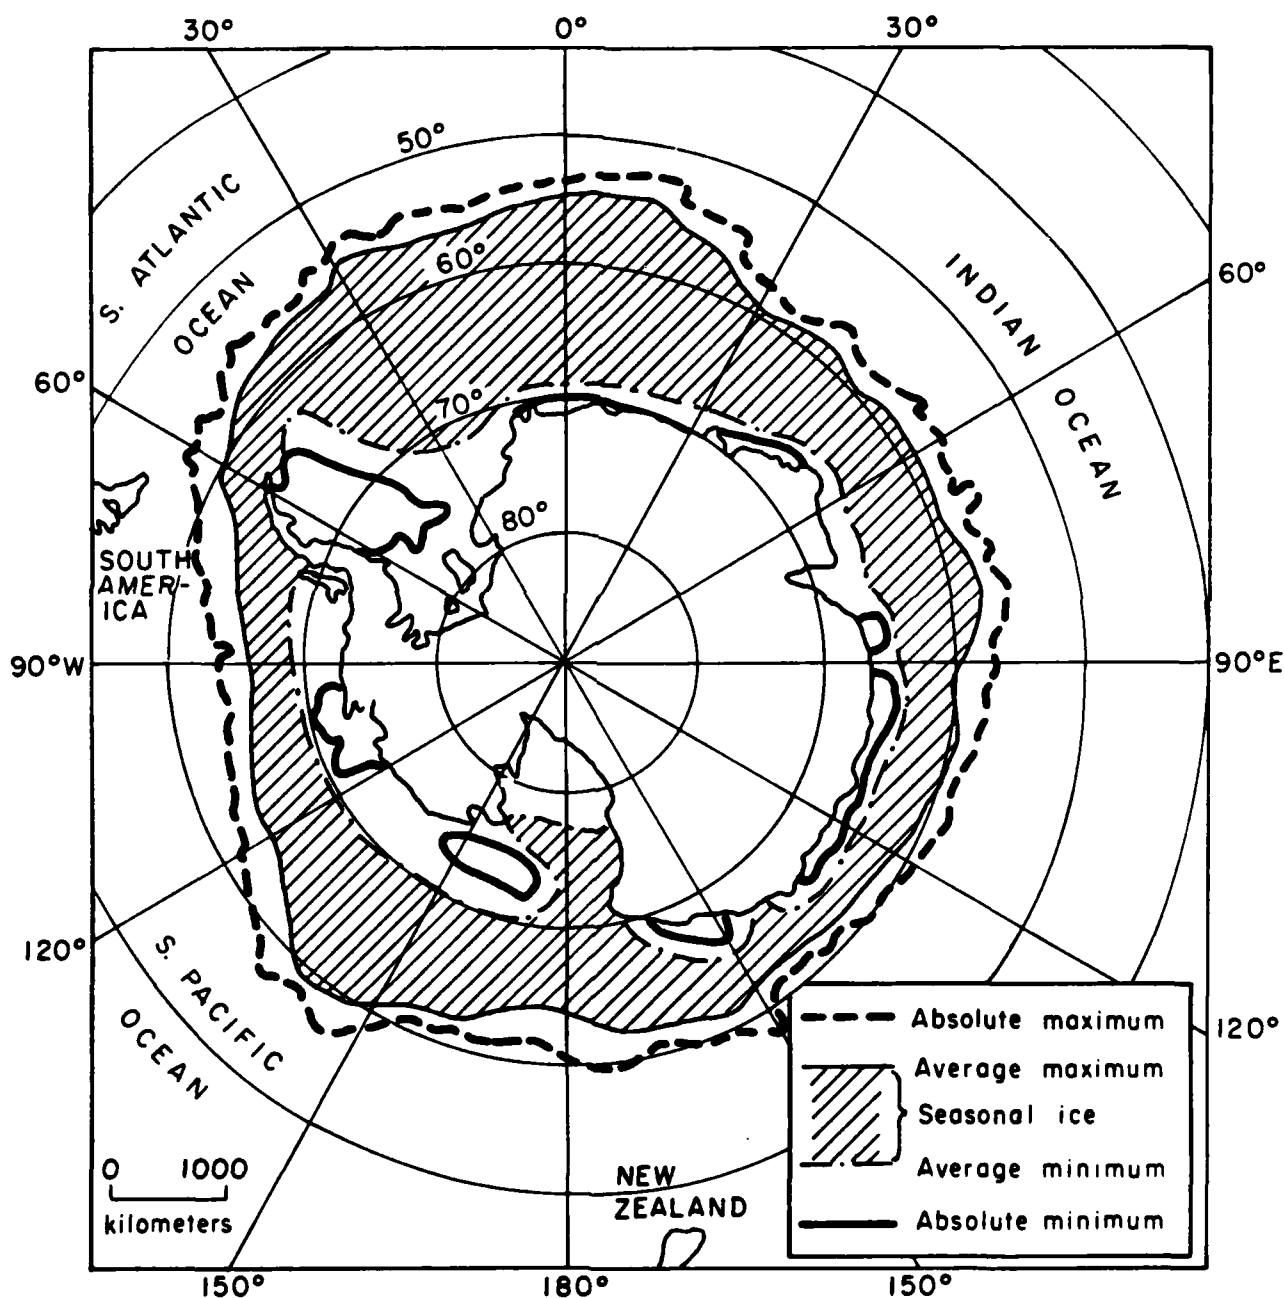 30°
0°
30°
50°
S. ATLANTIC
OCEAN
60°
INDIAN
OCEAN
60°
60°
70°
80°
SOUTH
AMER-
ICA
90°W
90°E
120°
S. PACIFIC
OCEAN
120°
Absolute maximum
Average maximum
Seasonal ice
Average minimum
Absolute minimum
0 1000
kilometers
NEW
ZEALAND
150°
180°
150°